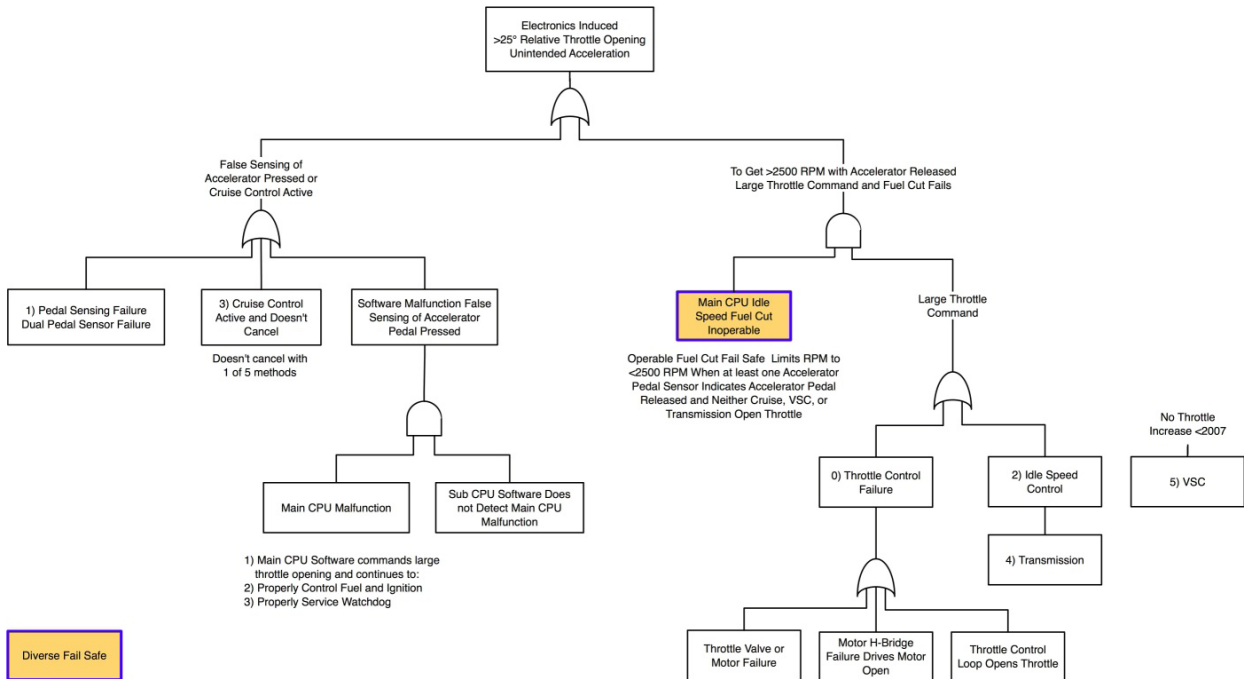 Electronics Induced
>25° Relative Throttle Opening
Unintended Acceleration
False Sensing of
Accelerator Pressed or
Cruise Control Active
To Get >2500 RPM with Accelerator Released
Large Throttle Command and Fuel Cut Fails
1) Pedal Sensing Failure
Dual Pedal Sensor Failure
3) Cruise Control
Active and Doesn't
Cancel
Doesn't cancel with
1 of 5 methods
Software Malfunction False
Sensing of Accelerator
Pedal Pressed
Main CPU Idle
Speed Fuel Cut
Inoperable
Operable Fuel Cut Fail Safe Limits RPM to
<2500 RPM When at least one Accelerator
Pedal Sensor Indicates Accelerator Pedal
Released and Neither Cruise, VSC, or
Transmission Open Throttle
Large Throttle
Command
No Throttle
Increase <2007
Main CPU Malfunction
Sub CPU Software Does
not Detect Main CPU
Malfunction
1) Main CPU Software commands large
throttle opening and continues to:
2) Properly Control Fuel and Ignition
3) Properly Service Watchdog
0) Throttle Control
Failure
2) Idle Speed
Control
5) VSC
4) Transmission
Throttle Valve or
Motor Failure
Motor H-Bridge
Failure Drives Motor
Open
Throttle Control
Loop Opens Throttle
Diverse Fail Safe